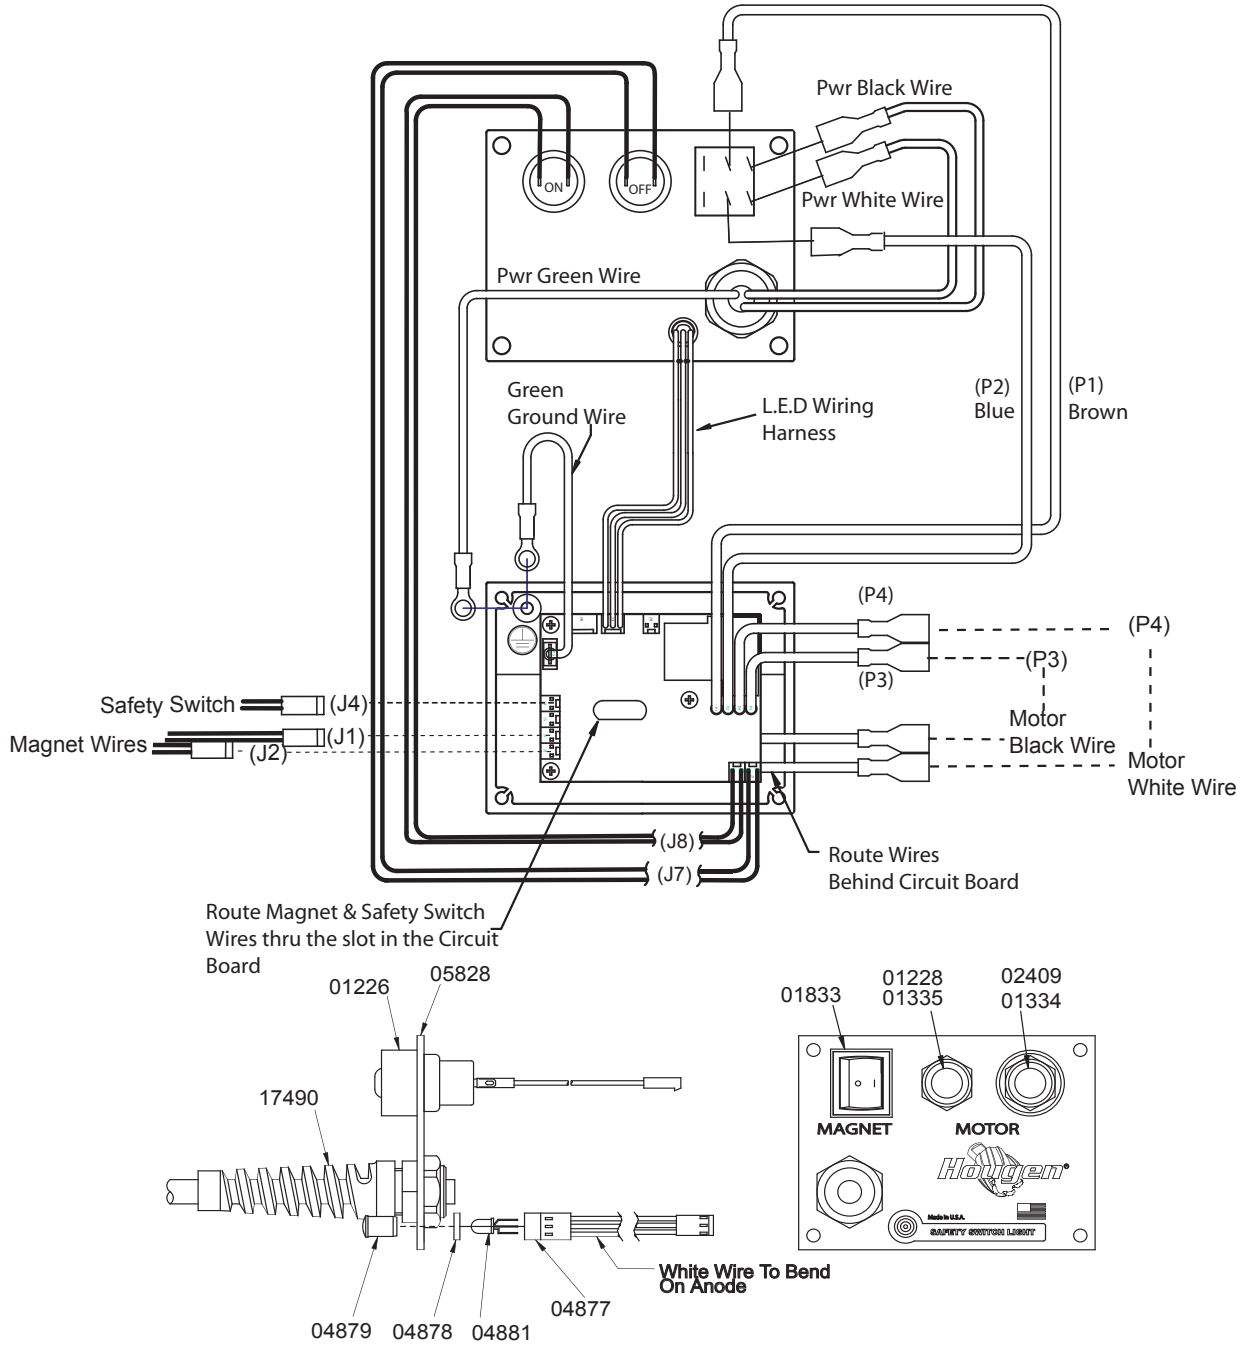 Pwr Black Wire
ON
OFF
Pwr White Wire
Pwr Green Wire
Green
Ground Wire
L.E.D Wiring
Harness
(P2)
Blue
(P1)
Brown
(P4)
(P4)
(P3)
(P3)
Safety Switch
(J4)
Magnet Wires
(J1)
(J2)
Motor
Black Wire
Motor
White Wire
(J8)
(J7)
Route Wires
Behind Circuit Board
Route Magnet & Safety Switch
Wires thru the slot in the Circuit
Board
01226
05828
17490
04879
04878
04881
04877
White Wire To Bend
On Anode
01833
01228
01335
02409
01334
MAGNET
MOTOR
Hougen®
Made in U.S.A.
SAFETY SWITCH LIGHT